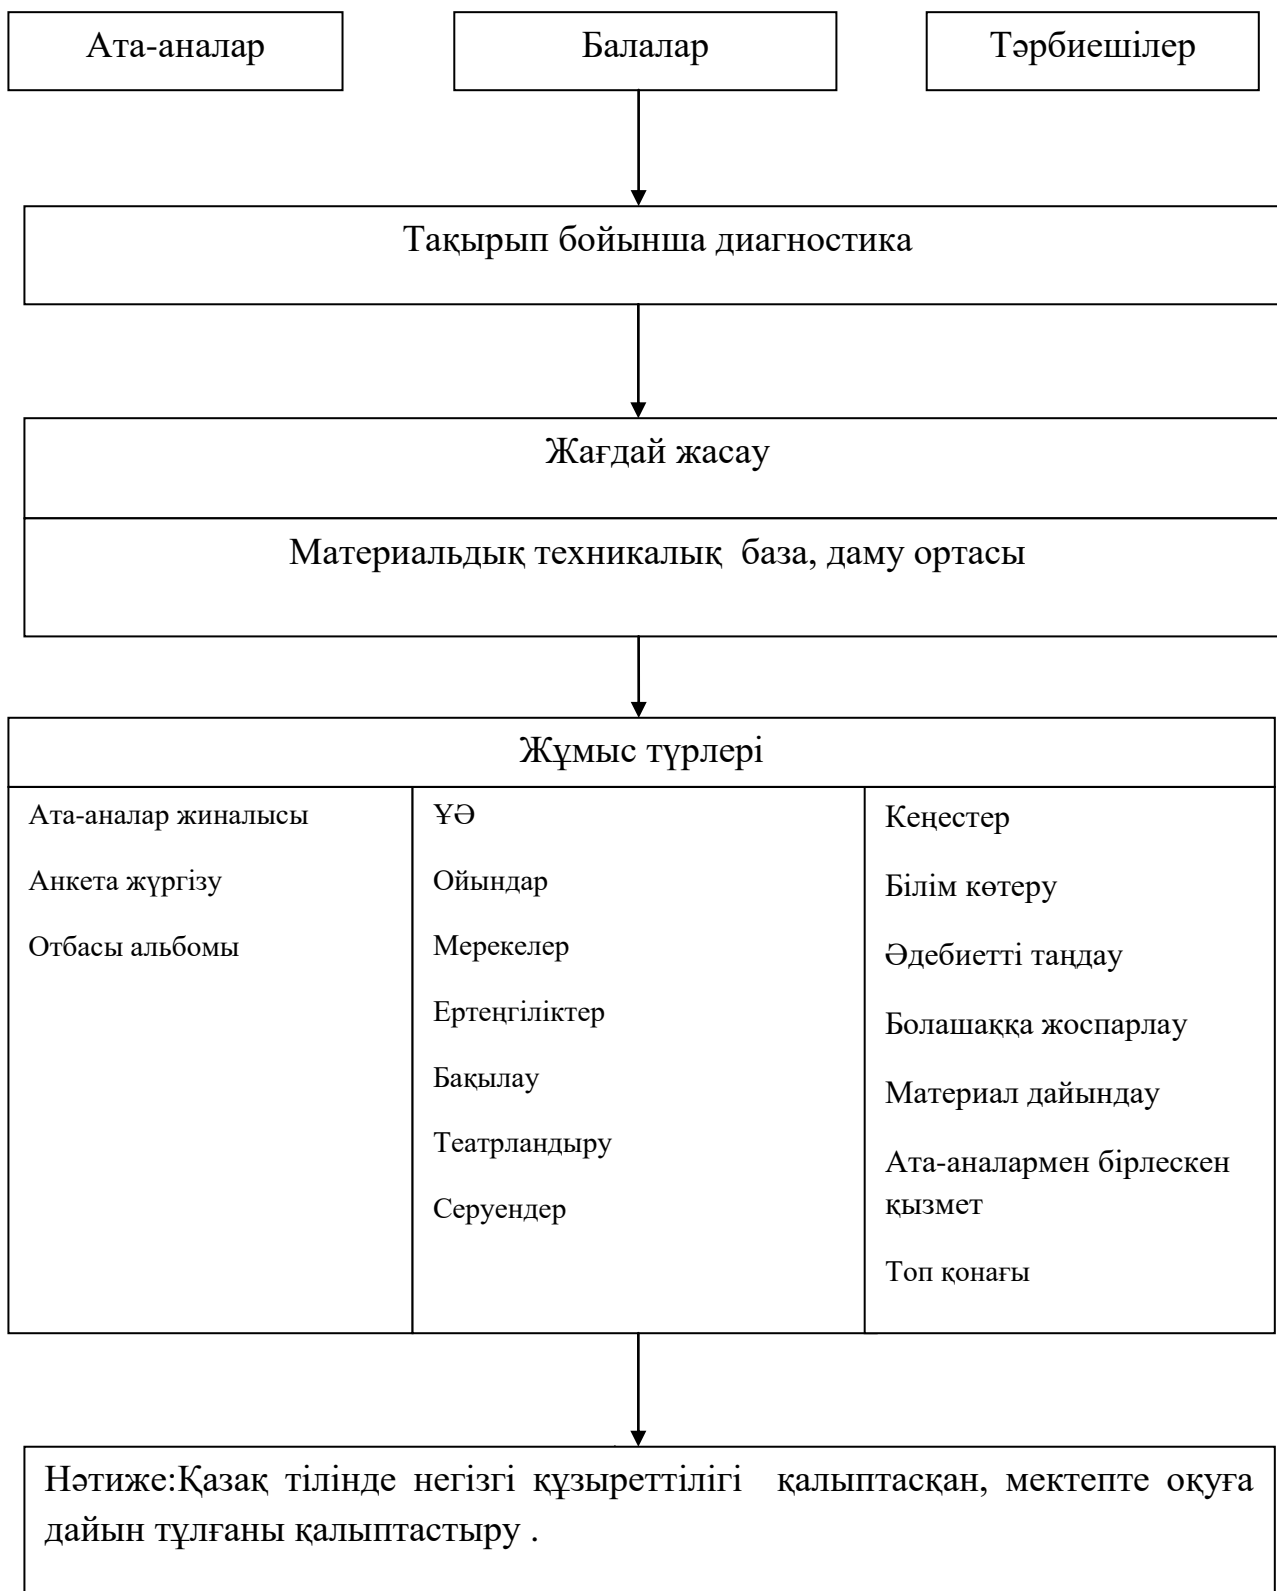 Ата-аналар
Балалар
Тәрбиешілер
Тақырып бойынша диагностика
Жағдай жасау
Материальдық техникалық  база, даму ортасы
Жұмыс түрлері
Ата-аналар жиналысы
Анкета жүргізу
Отбасы альбомы
ҰӘ
Ойындар
Мерекелер
Ертеңгіліктер
Бақылау
Театрландыру
Серуендер
Кеңестер
Білім көтеру
Әдебиетті таңдау
Болашаққа жоспарлау
Материал дайындау
Ата-аналармен бірлескен
қызмет
Топ қонағы
Нәтиже:Қазақ тілінде негізгі құзыреттілігі  қалыптасқан, мектепте оқуға
дайын тұлғаны қалыптастыру .